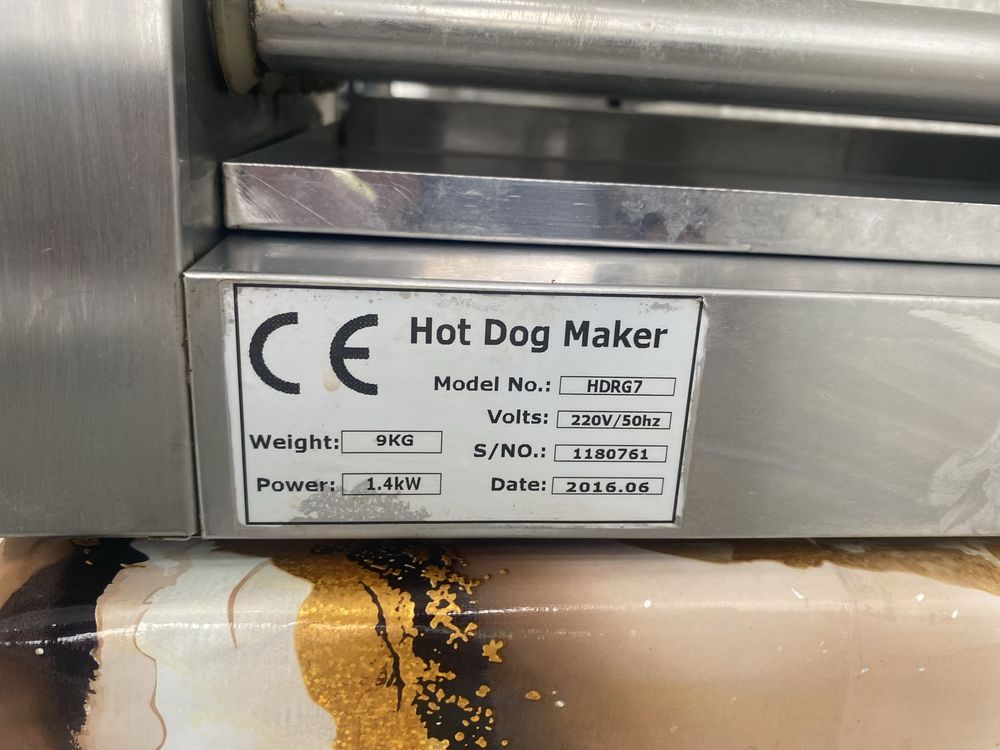 CE
Hot Dog Maker
Model No.: HDRG7
Volts: 220V/50hz
Weight: 9KG
S/NO.: 1180761
Power: 1.4kW
Date: 2016.06